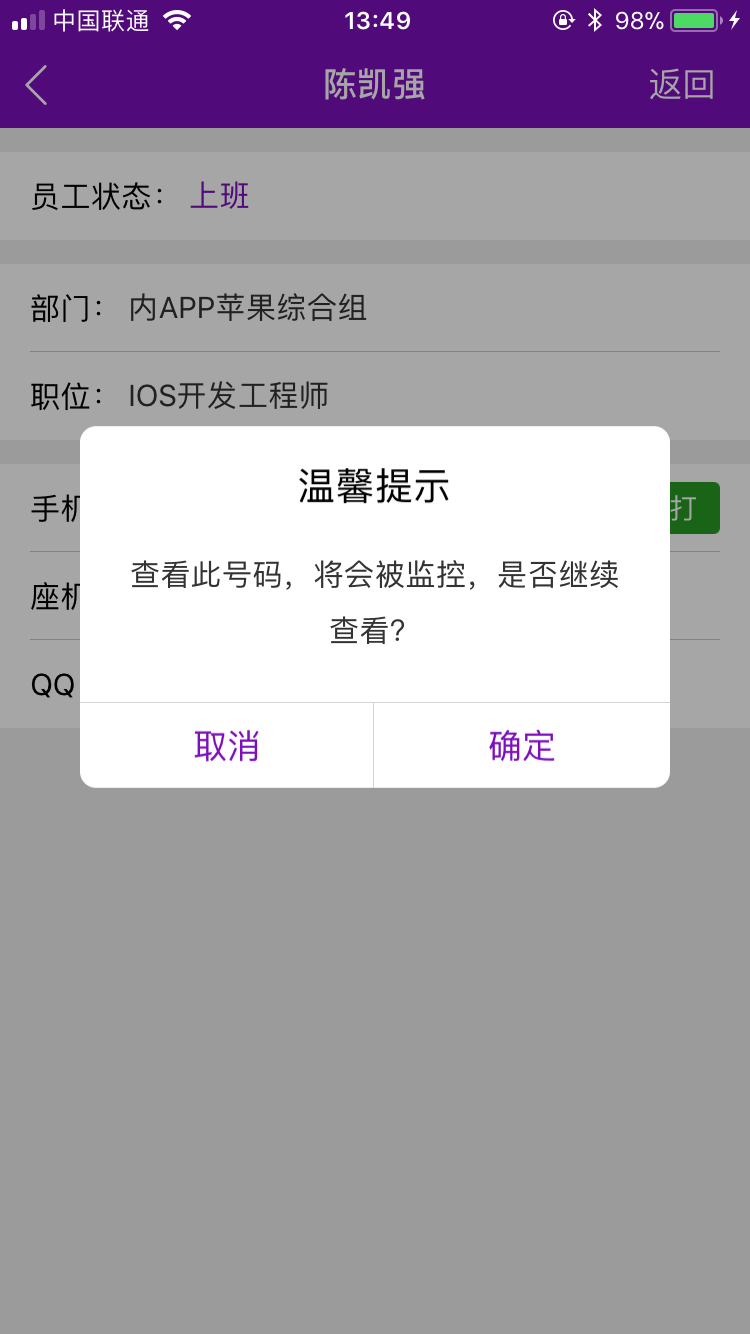 中国联通 13:49 98%
陈凯强 返回
员工状态： 上班
部门： 内APP苹果综合组
职位： IOS开发工程师
手机 打
座机
QQ
温馨提示
查看此号码，将会被监控，是否继续
查看?
取消 确定